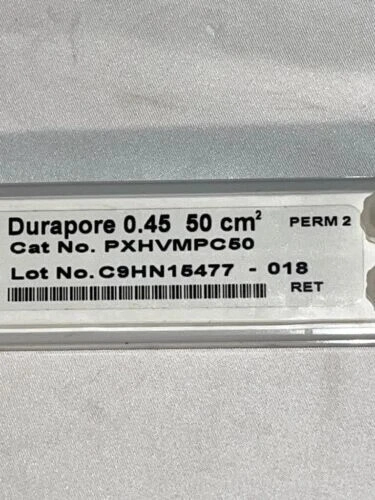 Durapore 0.45 50 cm² PERM 2
Cat No. PXHVMPC50
Lot No. C9HN15477 - 018
RET